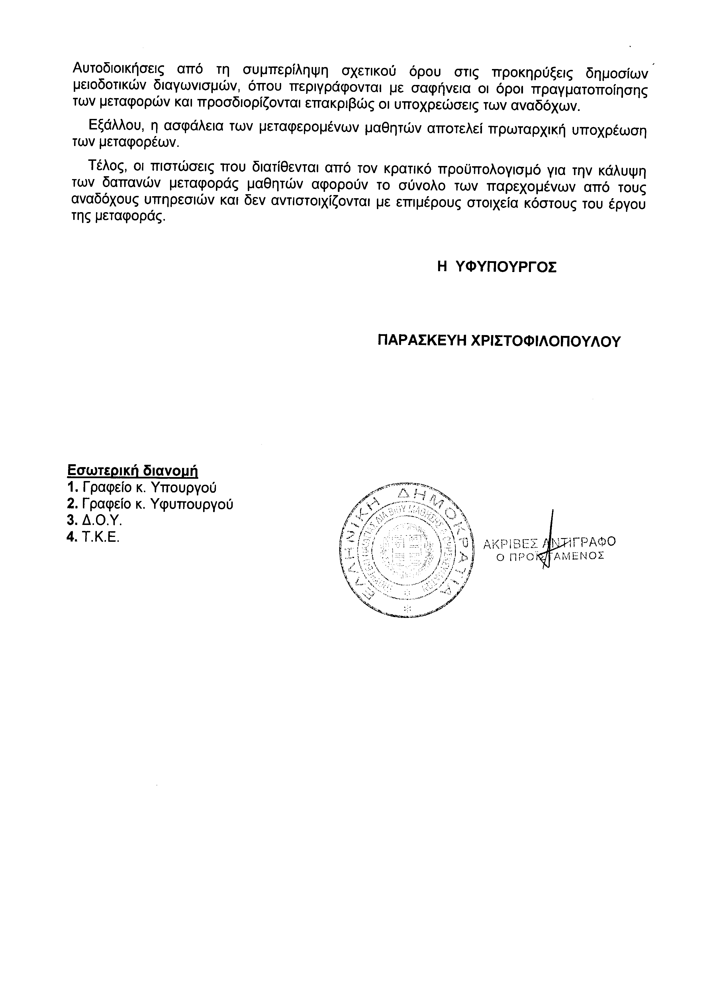 Αυτοδιοικήσεις από τη συμπερίληψη σχετικού όρου στις προκηρύξεις δημοσίων
μειοδοτικών διαγωνισμών, όπου περιγράφονται με σαφήνεια οι όροι πραγματοποίησης
των μεταφορών και προσδιορίζονται επακριβώς οι υποχρεώσεις των αναδόχων.
Εξάλλου, η ασφάλεια των μεταφερομένων μαθητών αποτελεί πρωταρχική υποχρέωση
των μεταφορέων.
Τέλος, οι πιστώσεις που διατίθενται από τον κρατικό προϋπολογισμό για την κάλυψη
των δαπανών μεταφοράς μαθητών αφορούν το σύνολο των παρεχομένων από τους
αναδόχους υπηρεσιών και δεν αντιστοιχίζονται με επιμέρους στοιχεία κόστους του έργου
της μεταφοράς.
Η ΥΦΥΠΟΥΡΓΟΣ
ΠΑΡΑΣΚΕΥΗ ΧΡΙΣΤΟΦΙΛΟΠΟΥΛΟΥ
Εσωτερική διανομή
1. Γραφείο κ. Υπουργού
2. Γραφείο κ. Υφυπουργού
3. Δ.Ο.Υ.
4. Τ.Κ.Ε.
ΕΛΛΗΝΙΚΗ ΔΗΜΟΚΡΑΤΙΑ
ΔΙΑ ΒΙΟΥ ΜΑΘΗΣΗΣ
ΑΚΡΙΒΕΣ ΑΝΤΙΓΡΑΦΟ
Ο ΠΡΟΪΣΤΑΜΕΝΟΣ